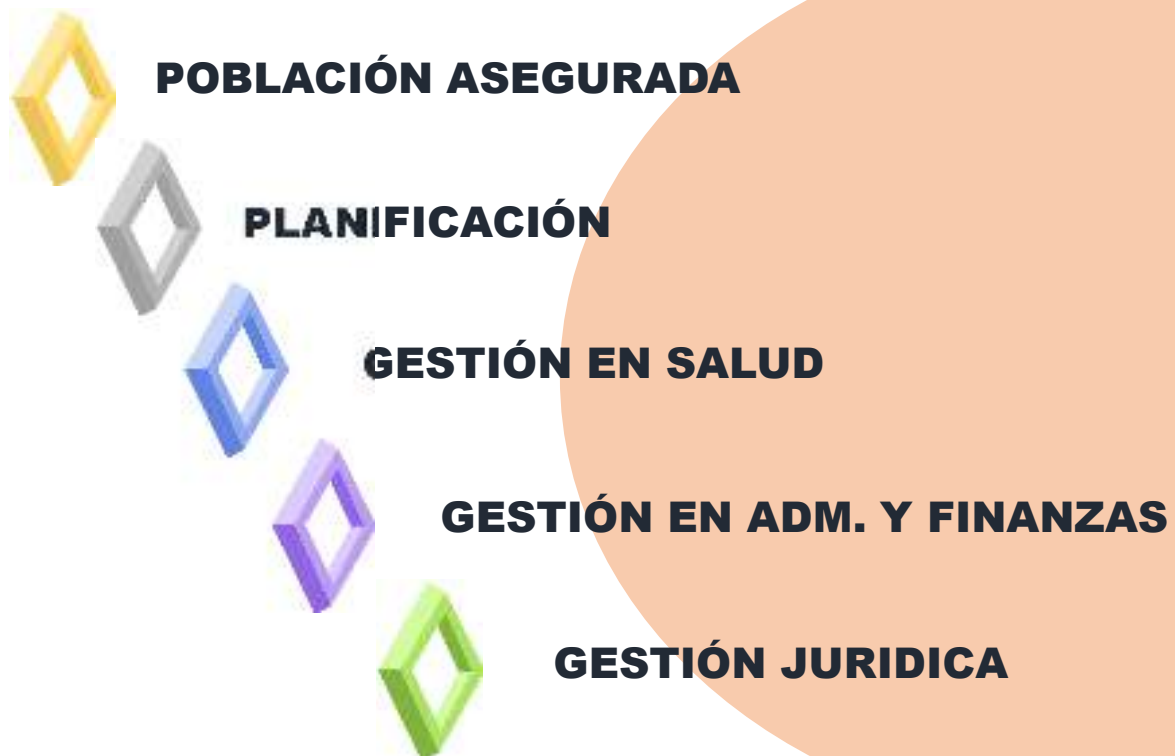 POBLACIÓN ASEGURADA
PLANIFICACIÓN
GESTIÓN EN SALUD
GESTIÓN EN ADM. Y FINANZAS
GESTIÓN JURIDICA